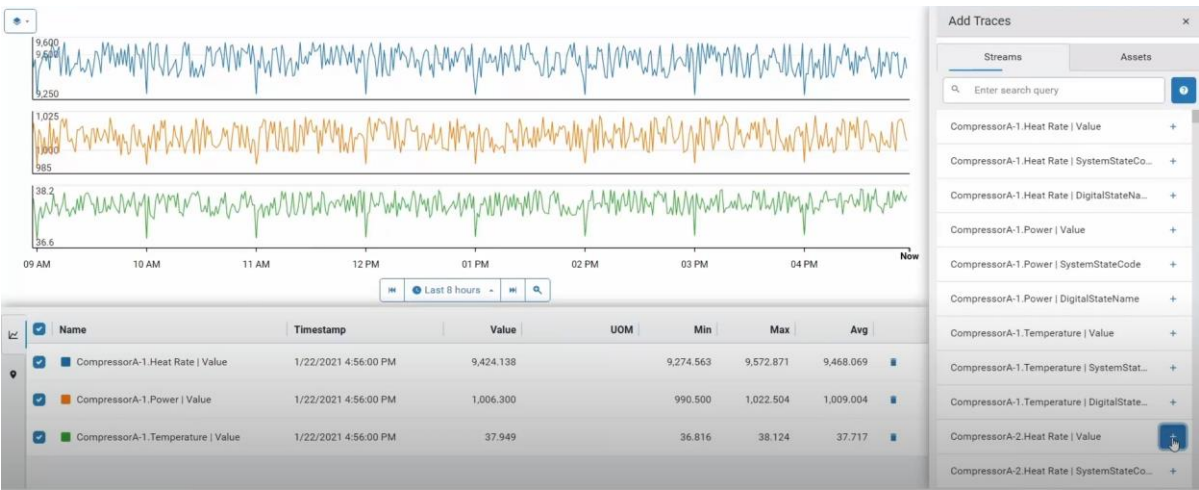 9,600
9,500
9,250
1,025
1,000
985
38.2
36.6
09 AM 10 AM 11 AM 12 PM 01 PM 02 PM 03 PM 04 PM Now
Last 8 hours
Name Timestamp Value UOM Min Max Avg
CompressorA-1.Heat Rate | Value 1/22/2021 4:56:00 PM 9,424.138 9,274.563 9,572.871 9,468.069
CompressorA-1.Power | Value 1/22/2021 4:56:00 PM 1,006.300 990.500 1,022.504 1,009.004
CompressorA-1.Temperature | Value 1/22/2021 4:56:00 PM 37.949 36.816 38.124 37.717
Add Traces ×
Streams Assets
Enter search query ?
CompressorA-1.Heat Rate | Value +
CompressorA-1.Heat Rate | SystemStateCo... +
CompressorA-1.Heat Rate | DigitalStateNa... +
CompressorA-1.Power | Value +
CompressorA-1.Power | SystemStateCode +
CompressorA-1.Power | DigitalStateName +
CompressorA-1.Temperature | Value +
CompressorA-1.Temperature | SystemStat... +
CompressorA-1.Temperature | DigitalState... +
CompressorA-2.Heat Rate | Value +
CompressorA-2.Heat Rate | SystemStateCo... +